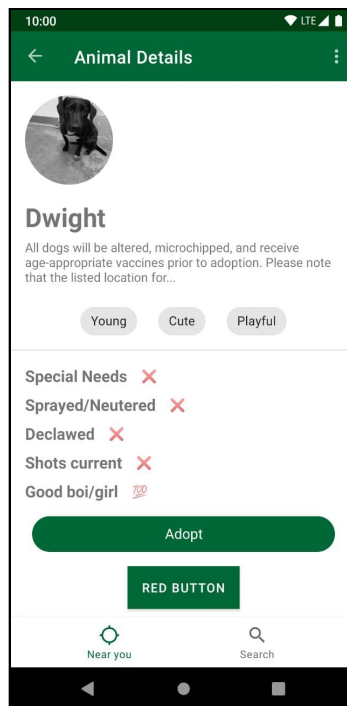 10:00 LTE
Animal Details
Dwight
All dogs will be altered, microchipped, and receive
age-appropriate vaccines prior to adoption. Please note
that the listed location for...
Young Cute Playful
Special Needs ❌
Sprayed/Neutered ❌
Declawed ❌
Shots current ❌
Good boi/girl 💯
Adopt
RED BUTTON
Near you Search